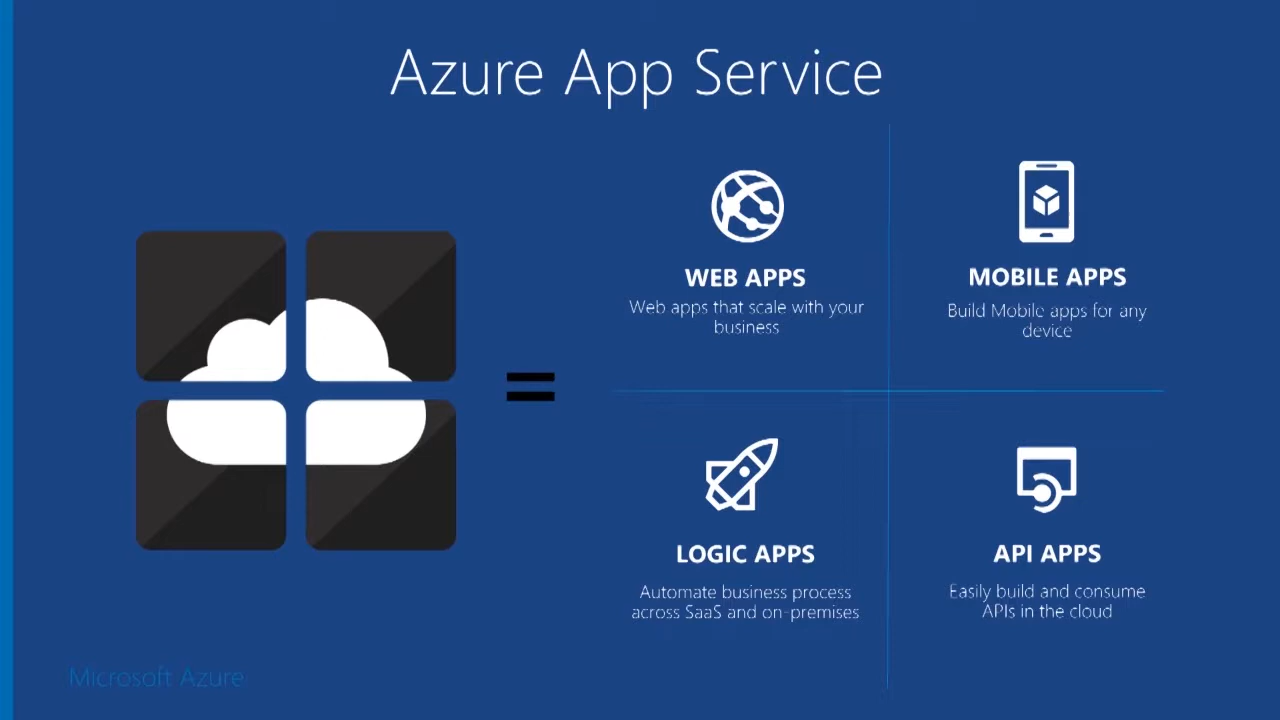 Azure App Service
WEB APPS
Web apps that scale with your
business
MOBILE APPS
Build Mobile apps for any
device
=
LOGIC APPS
Automate business process
across SaaS and on-premises
API APPS
Easily build and consume
APIs in the cloud
Microsoft Azure